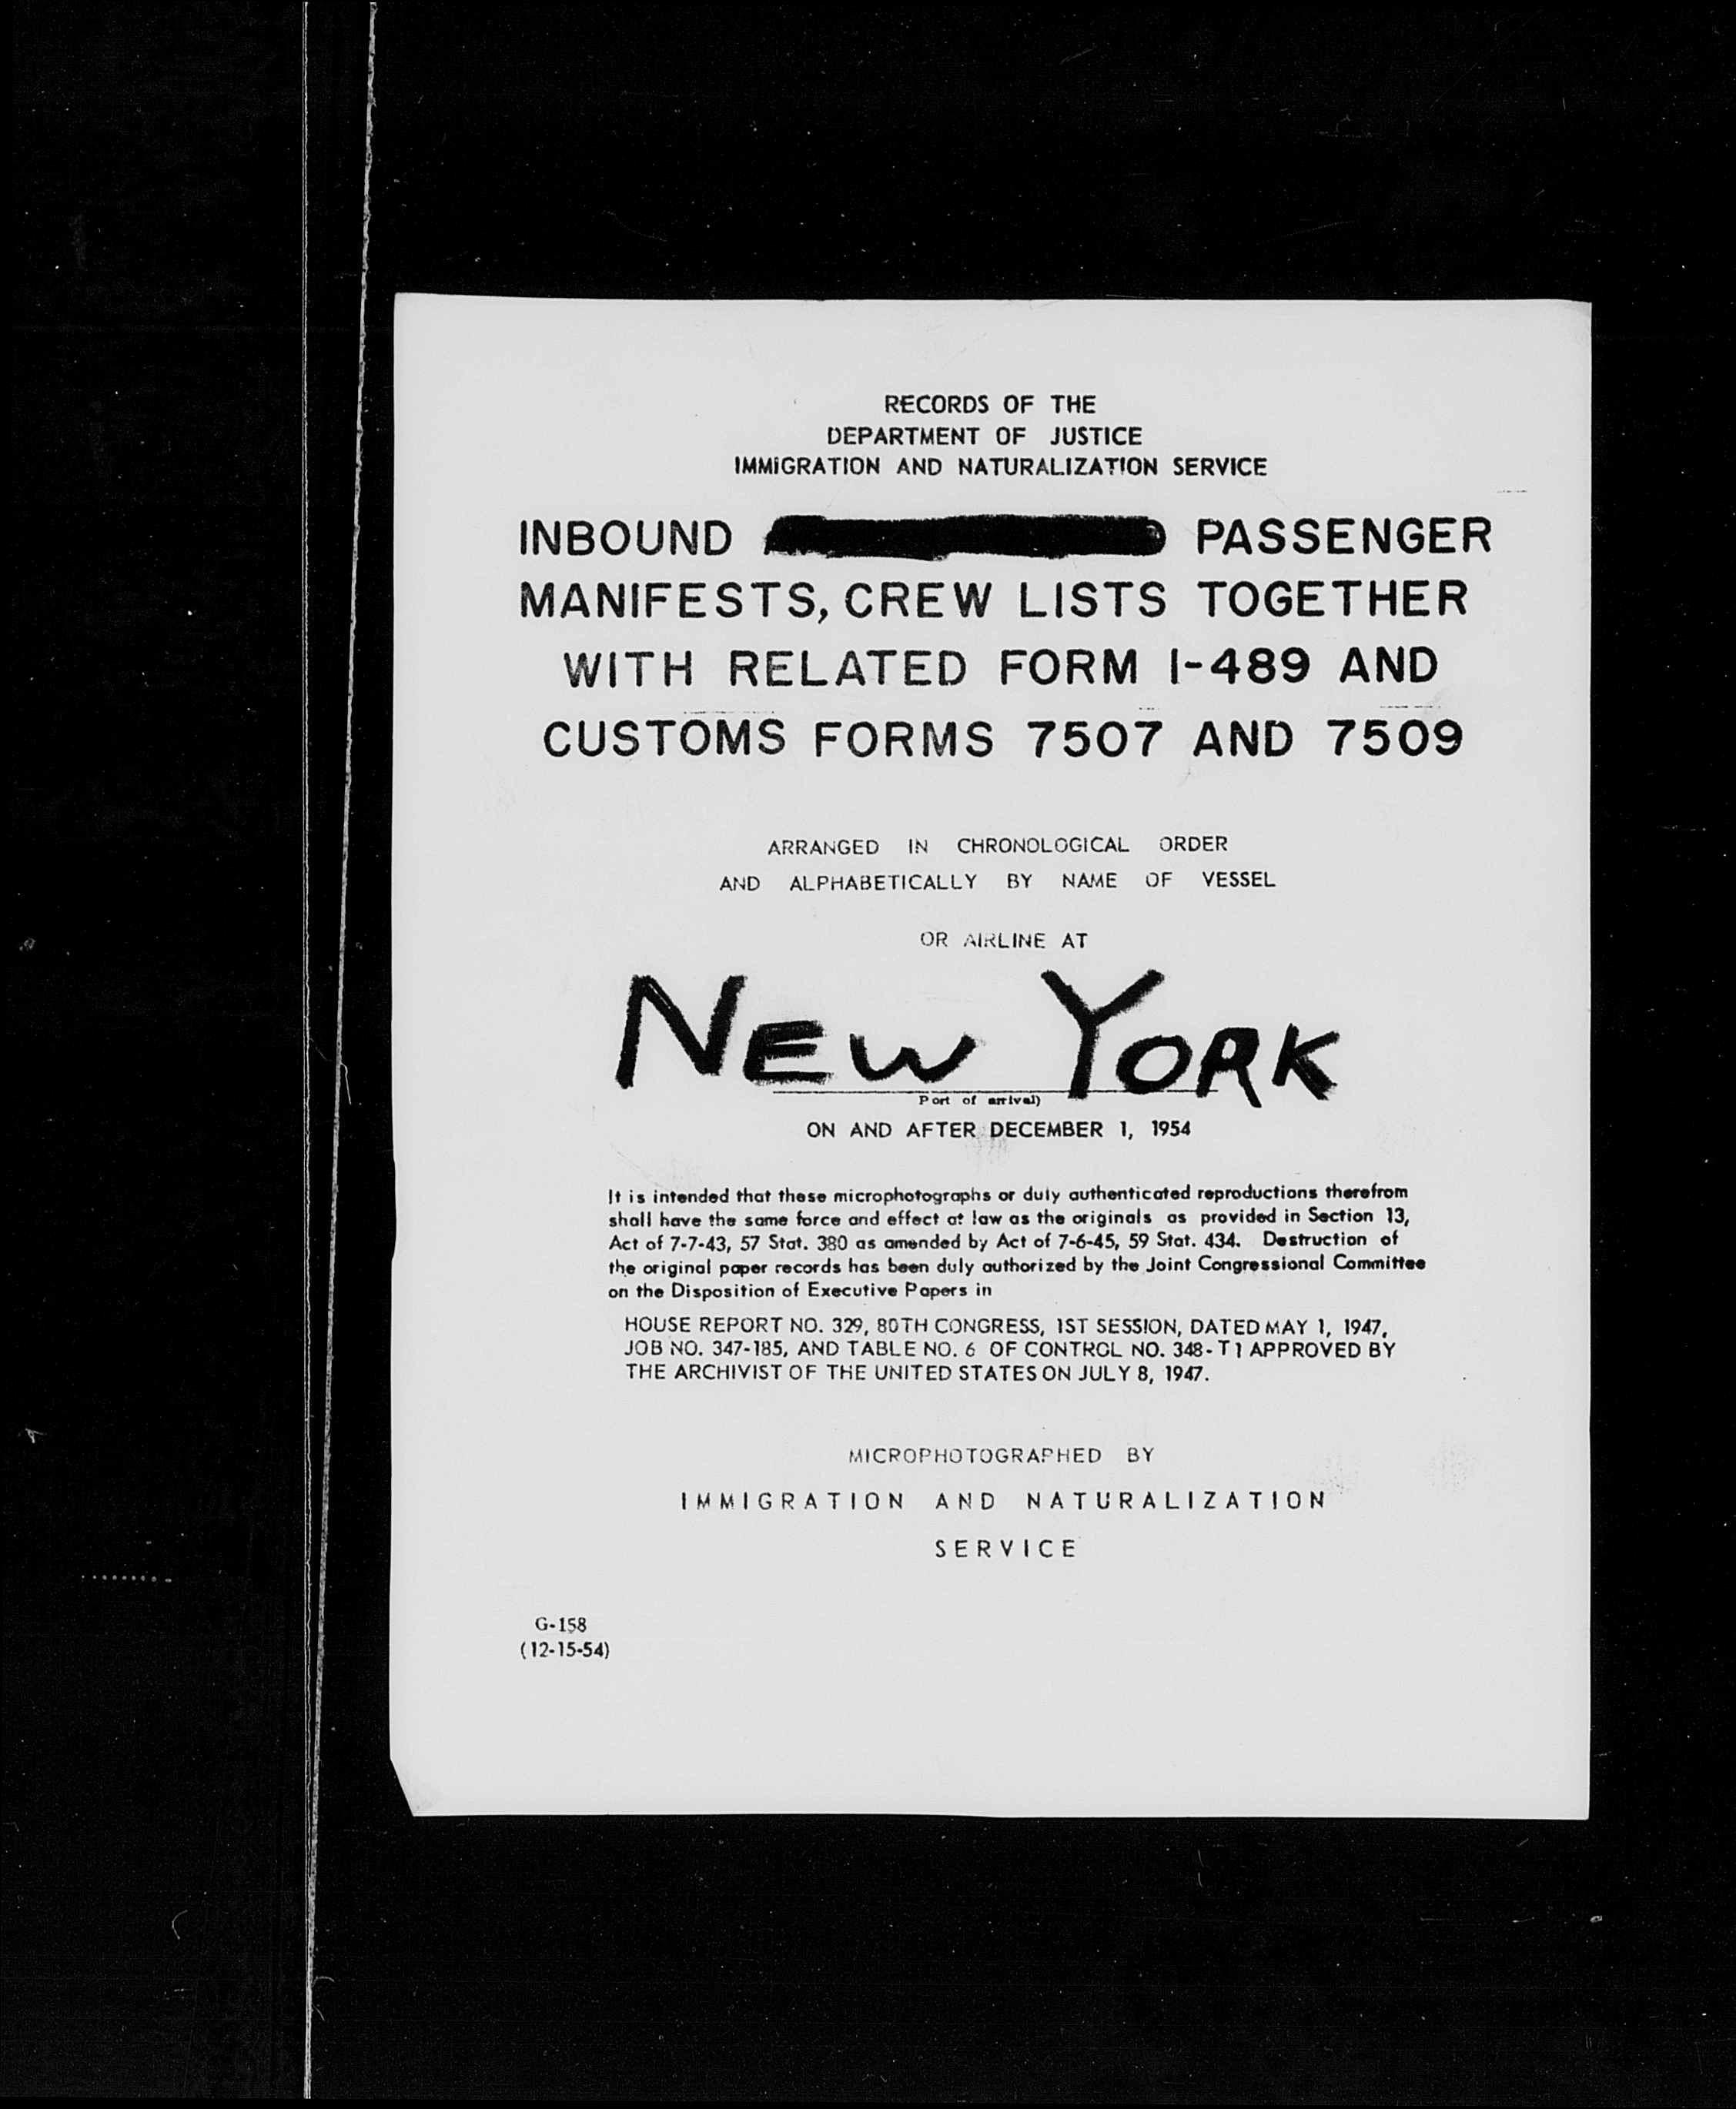 RECORDS OF THE
DEPARTMENT OF JUSTICE
IMMIGRATION AND NATURALIZATION SERVICE
INBOUND PASSENGER
MANIFESTS, CREW LISTS TOGETHER
WITH RELATED FORM I-489 AND
CUSTOMS FORMS 7507 AND 7509
ARRANGED IN CHRONOLOGICAL ORDER
AND ALPHABETICALLY BY NAME OF VESSEL
OR AIRLINE AT
NEW YORK
Port of arrival)
ON AND AFTER DECEMBER 1, 1954
It is intended that these microphotographs or duly authenticated reproductions therefrom
shall have the same force and effect at law as the originals as provided in Section 13,
Act of 7-7-43, 57 Stat. 380 as amended by Act of 7-6-45, 59 Stat. 434. Destruction of
the original paper records has been duly authorized by the Joint Congressional Committee
on the Disposition of Executive Papers in
HOUSE REPORT NO. 329, 80TH CONGRESS, 1ST SESSION, DATED MAY 1, 1947,
JOB NO. 347-185, AND TABLE NO. 6 OF CONTROL NO. 348-T1 APPROVED BY
THE ARCHIVIST OF THE UNITED STATES ON JULY 8, 1947.
MICROPHOTOGRAPHED BY
IMMIGRATION AND NATURALIZATION
SERVICE
G-158
(12-15-54)